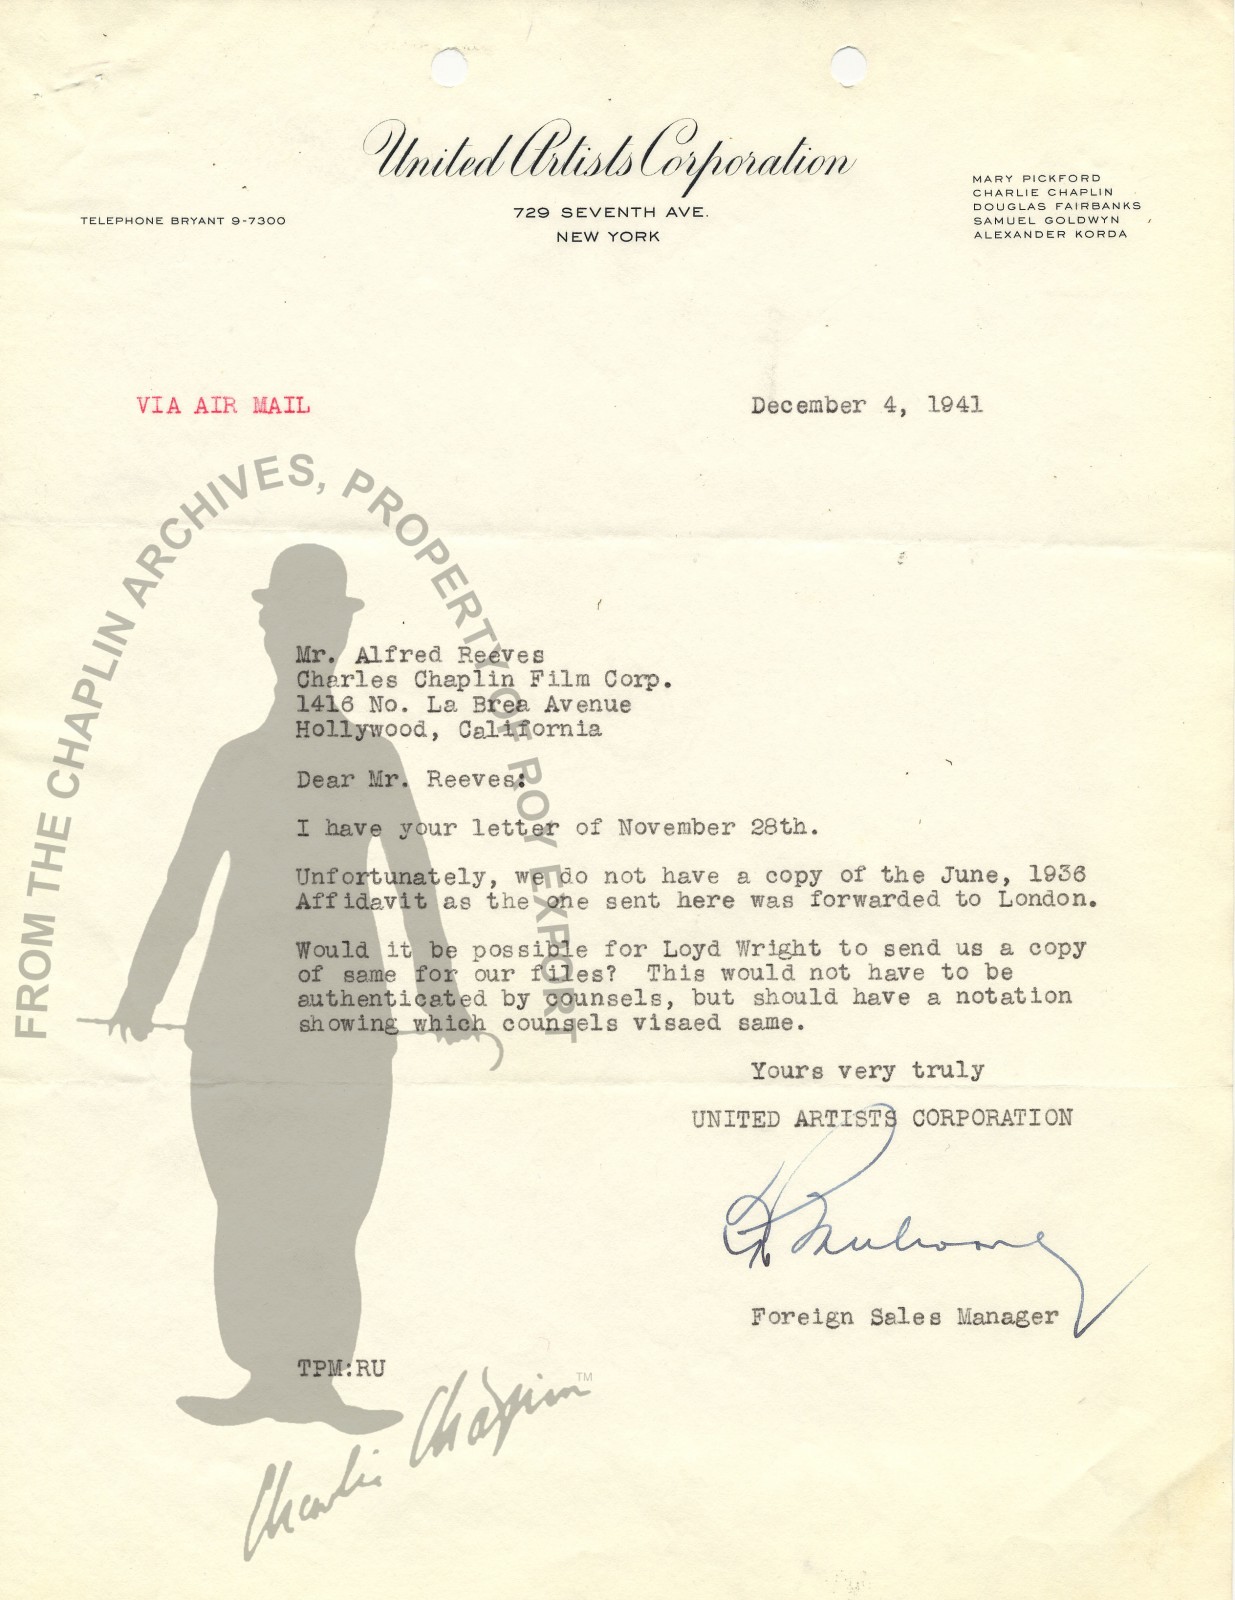 United Artists Corporation
729 SEVENTH AVE.
NEW YORK
TELEPHONE BRYANT 9-7300
MARY PICKFORD
CHARLIE CHAPLIN
DOUGLAS FAIRBANKS
SAMUEL GOLDWYN
ALEXANDER KORDA
VIA AIR MAIL
December 4, 1941
FROM THE CHAPLIN ARCHIVES, PROPERTY OF ROY EXPORT
Mr. Alfred Reeves
Charles Chaplin Film Corp.
1416 No. La Brea Avenue
Hollywood, California
Dear Mr. Reeves:
I have your letter of November 28th.
Unfortunately, we do not have a copy of the June, 1936
Affidavit as the one sent here was forwarded to London.
Would it be possible for Loyd Wright to send us a copy
of same for our files? This would not have to be
authenticated by counsels, but should have a notation
showing which counsels visaed same.
Yours very truly
UNITED ARTISTS CORPORATION
Foreign Sales Manager
TPM:RU
Charlie Chaplin TM